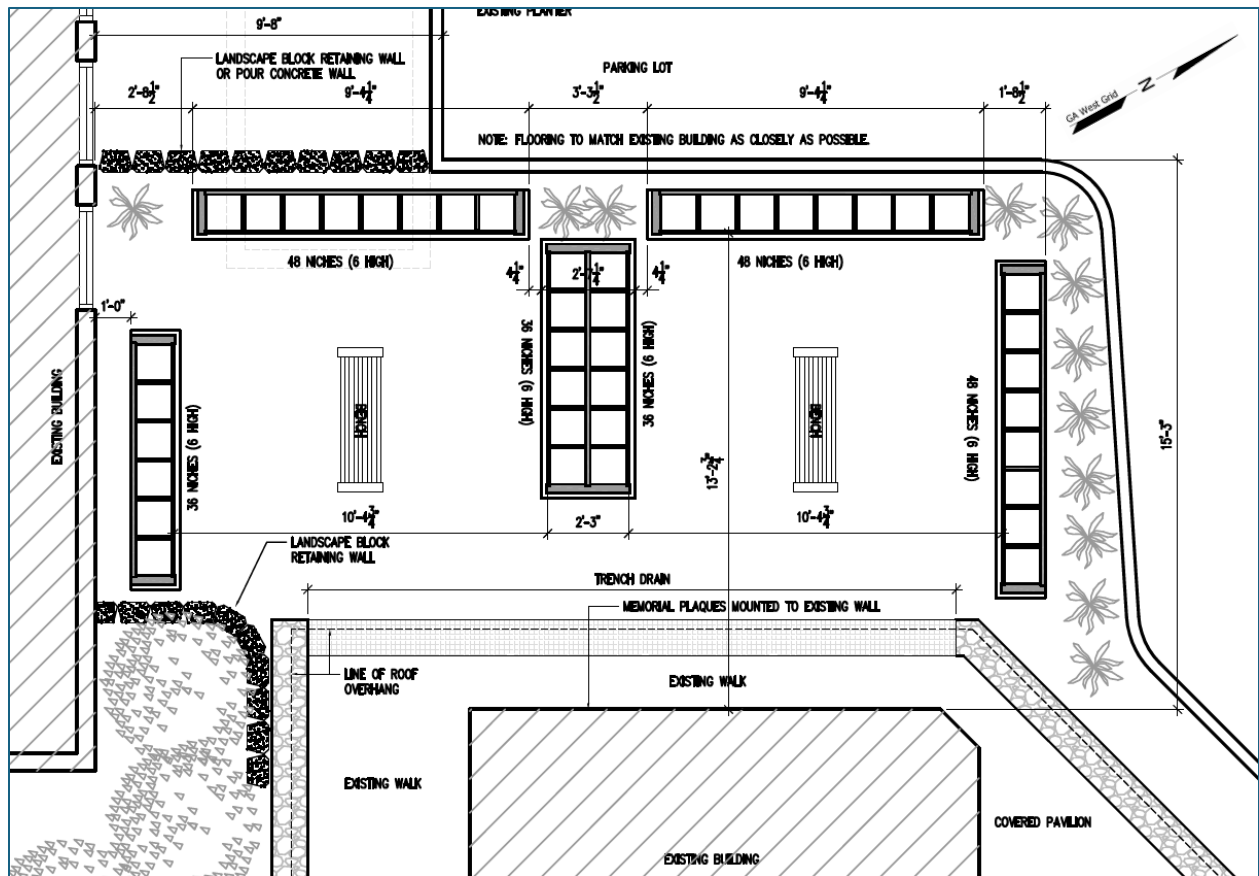 EXISTING PLANTER
9'-8"
LANDSCAPE BLOCK RETAINING WALL
OR POUR CONCRETE WALL
PARKING LOT
GA West Grid
N
2'-8½"
9'-4¼"
3'-3½"
9'-4¼"
1'-8½"
NOTE: FLOORING TO MATCH EXISTING BUILDING AS CLOSELY AS POSSIBLE.
48 NICHES (6 HIGH)
48 NICHES (6 HIGH)
4¼"
4¼"
1'-0"
36 NICHES (6 HIGH)
36 NICHES (6 HIGH)
EXISTING BUILDING
BENCH
BENCH
48 NICHES (6 HIGH)
36 NICHES (6 HIGH)
15'-3"
13'-2¾"
10'-4¾"
2'-3"
10'-4¾"
LANDSCAPE BLOCK
RETAINING WALL
TRENCH DRAIN
MEMORIAL PLAQUES MOUNTED TO EXISTING WALL
LINE OF ROOF
OVERHANG
EXISTING WALK
EXISTING WALK
COVERED PAVILION
EXISTING BUILDING